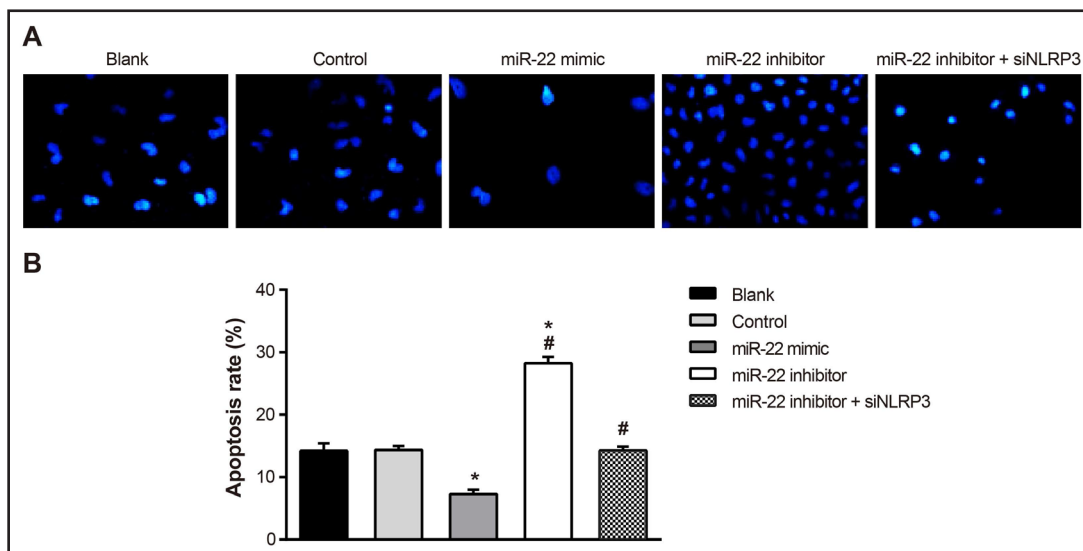 A
Blank
Control
miR-22 mimic
miR-22 inhibitor
miR-22 inhibitor + siNLRP3
B
Apoptosis rate (%)
40
30
20
10
0
*
*
#
#
Blank
Control
miR-22 mimic
miR-22 inhibitor
miR-22 inhibitor + siNLRP3